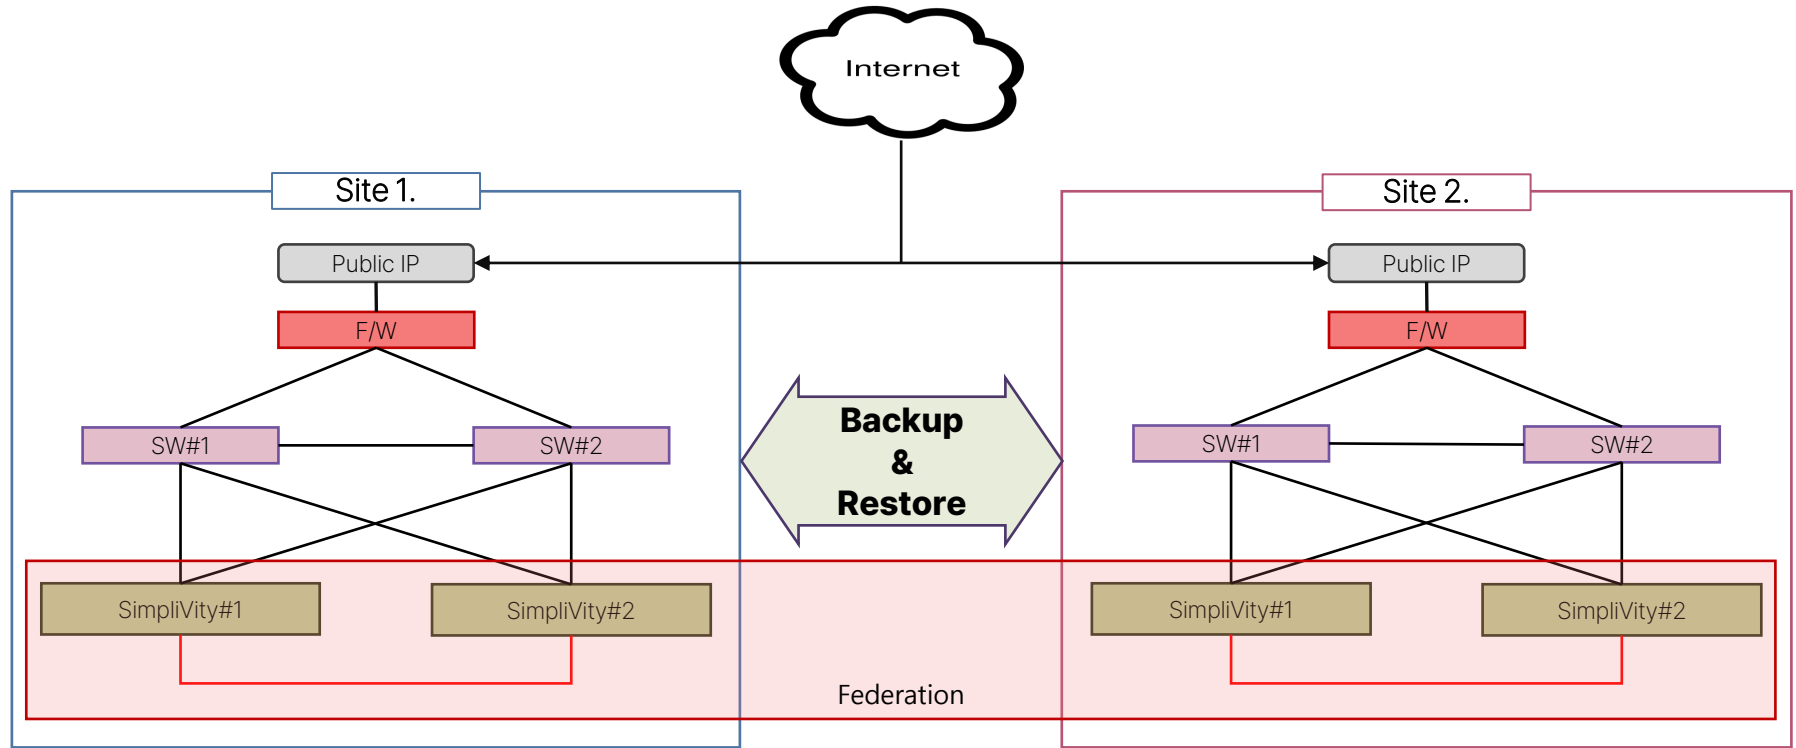 Internet
Site 1.
Site 2.
Public IP
Public IP
F/W
F/W
Backup
&
Restore
SW#1
SW#2
SW#1
SW#2
SimpliVity#1
SimpliVity#2
SimpliVity#1
SimpliVity#2
Federation